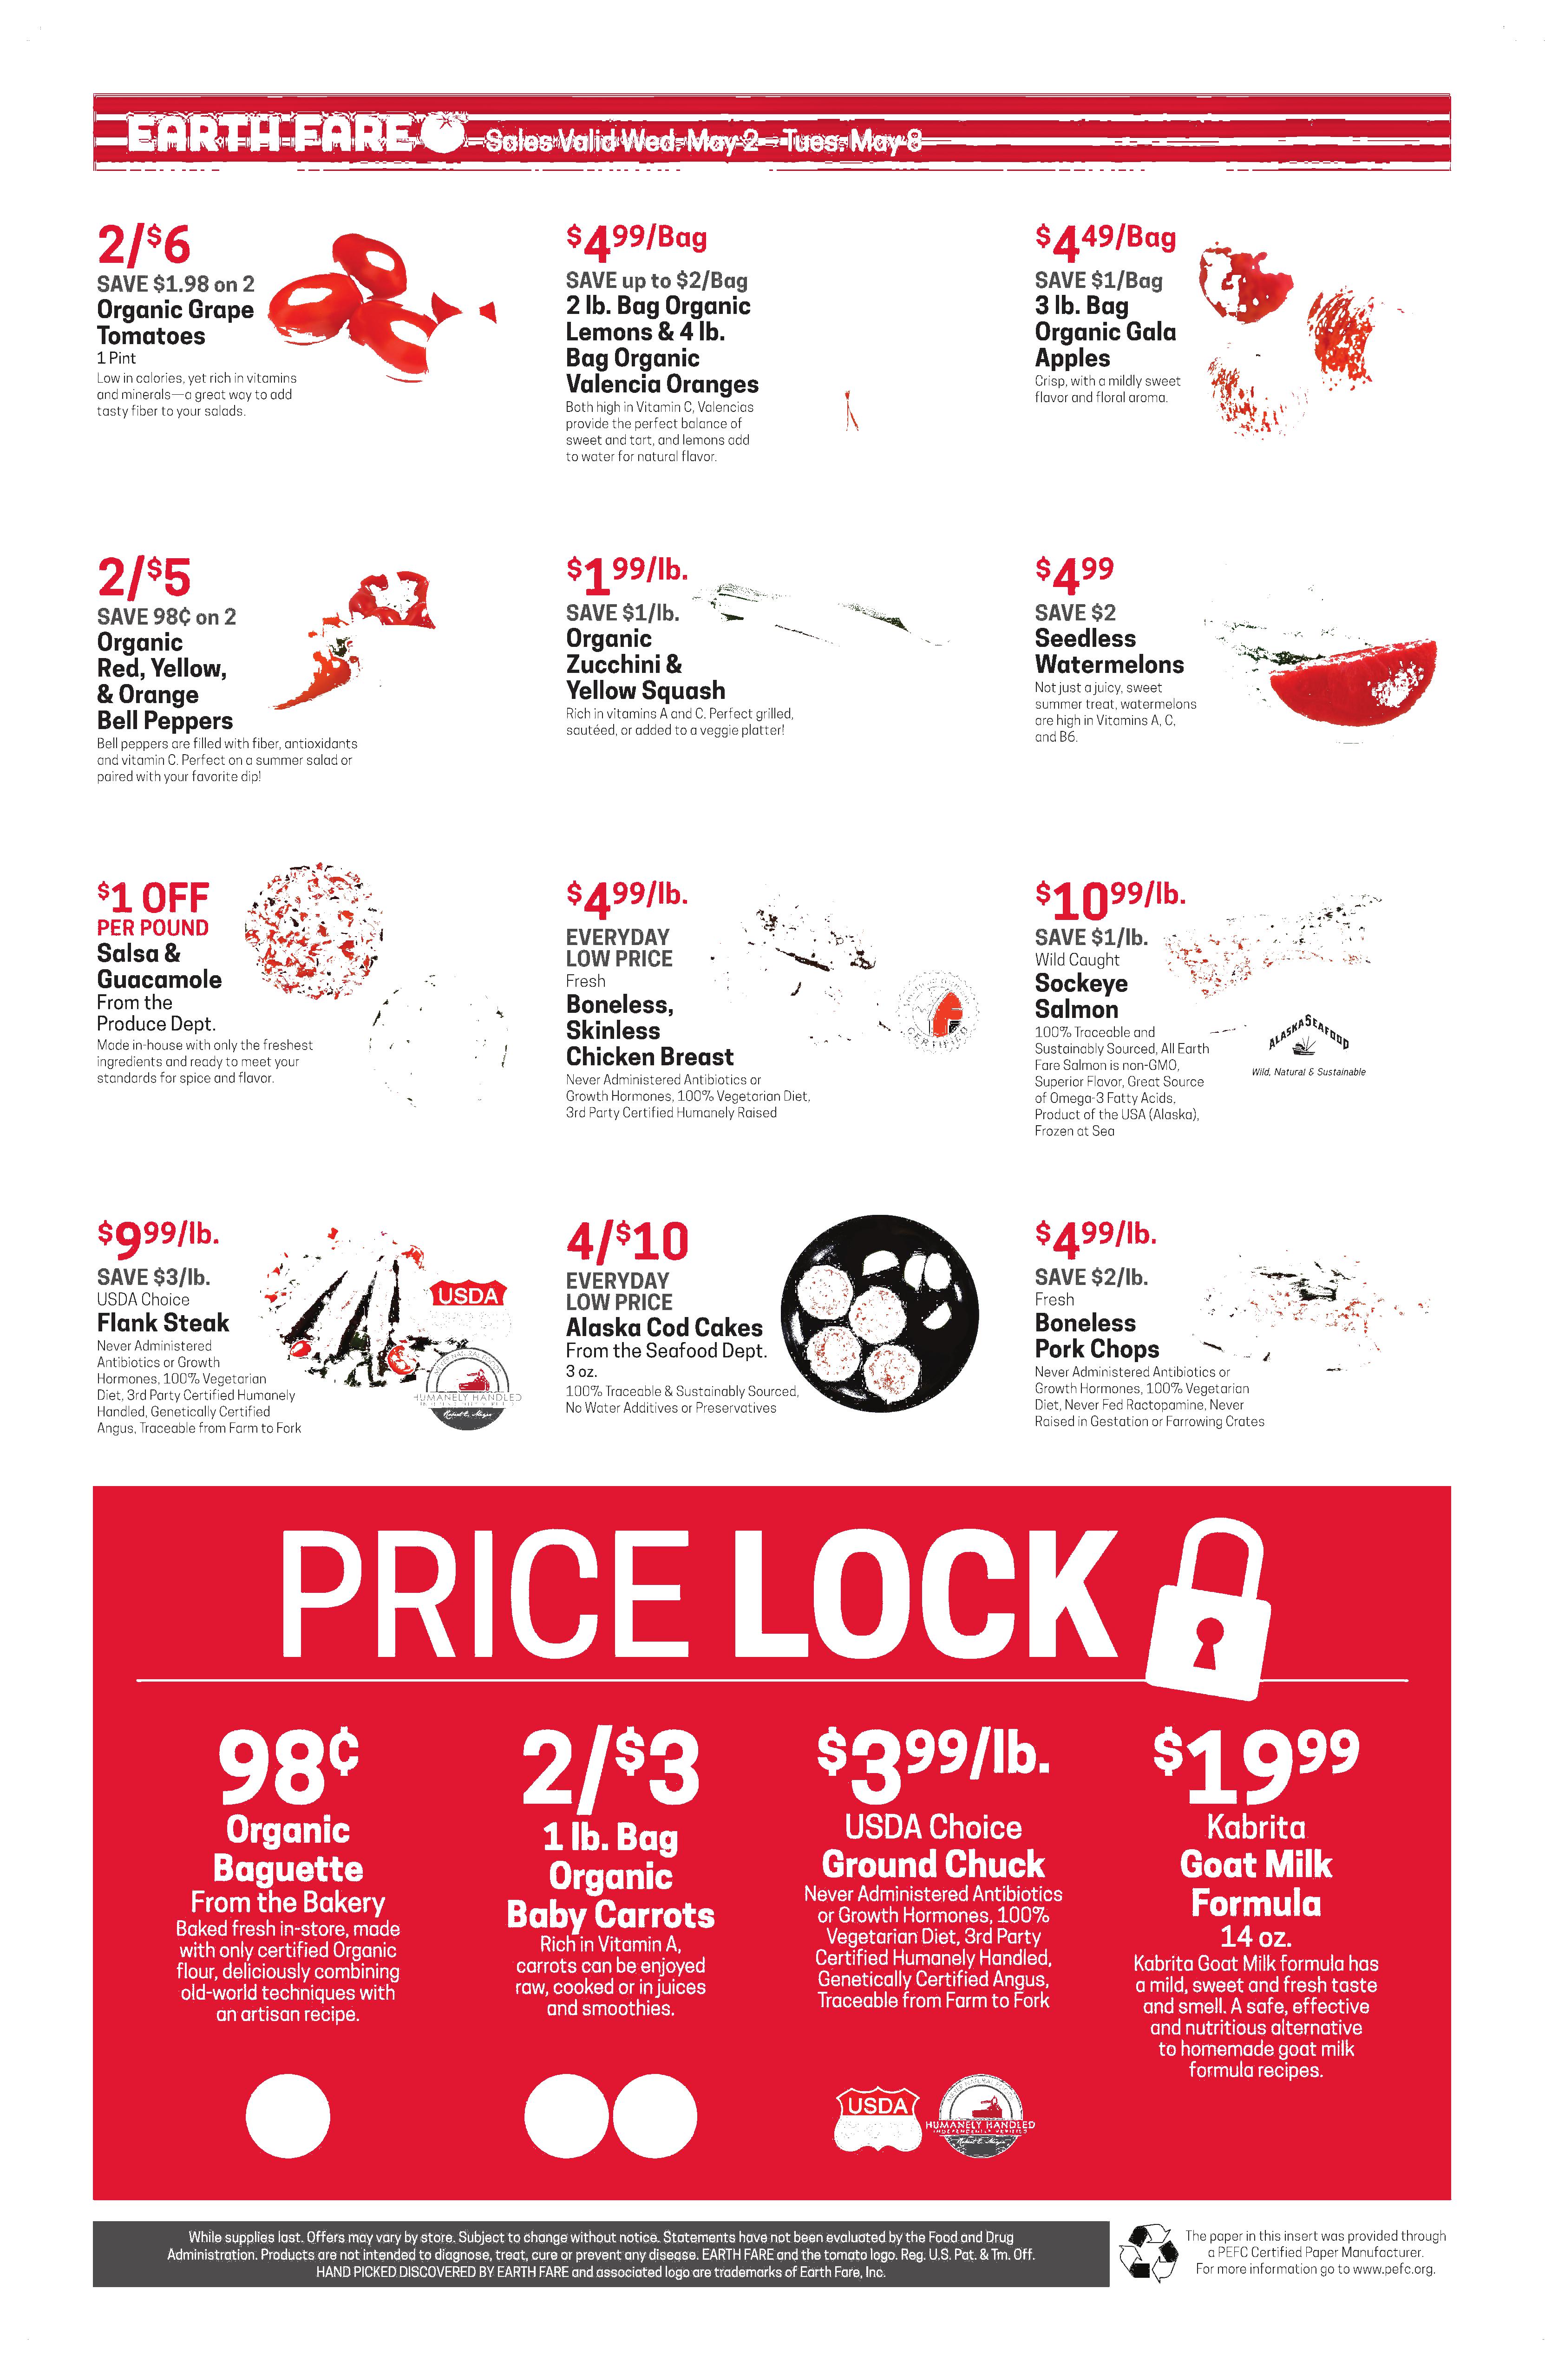 EARTH FARE Sales Valid Wed. May 2 – Tues. May 8
2/$6
SAVE $1.98 on 2
Organic Grape
Tomatoes
1 Pint
Low in calories, yet rich in vitamins
and minerals—a great way to add
tasty fiber to your salads.
$4 99/Bag
SAVE up to $2/Bag
2 lb. Bag Organic
Lemons & 4 lb.
Bag Organic
Valencia Oranges
Both high in Vitamin C, Valencias
provide the perfect balance of
sweet and tart, and lemons add
to water for natural flavor.
$4 49/Bag
SAVE $1/Bag
3 lb. Bag
Organic Gala
Apples
Crisp, with a mildly sweet
flavor and floral aroma.
2/$5
SAVE 98¢ on 2
Organic
Red, Yellow,
& Orange
Bell Peppers
Bell peppers are filled with fiber, antioxidants
and vitamin C. Perfect on a summer salad or
paired with your favorite dip!
$1 99/lb.
SAVE $1/lb.
Organic
Zucchini &
Yellow Squash
Rich in vitamins A and C. Perfect grilled,
sautéed, or added to a veggie platter!
$4 99
SAVE $2
Seedless
Watermelons
Not just a juicy, sweet
summer treat, watermelons
are high in Vitamins A, C,
and B6.
$1 OFF
PER POUND
Salsa &
Guacamole
From the
Produce Dept.
Made in-house with only the freshest
ingredients and ready to meet your
standards for spice and flavor.
$4 99/lb.
EVERYDAY
LOW PRICE
Fresh
Boneless,
Skinless
Chicken Breast
Never Administered Antibiotics or
Growth Hormones, 100% Vegetarian Diet,
3rd Party Certified Humanely Raised
CERTIFIED
$10 99/lb.
SAVE $1/lb.
Wild Caught
Sockeye
Salmon
100% Traceable and
Sustainably Sourced, All Earth
Fare Salmon is non-GMO,
Superior Flavor, Great Source
of Omega-3 Fatty Acids,
Product of the USA (Alaska),
Frozen at Sea
ALASKA SEAFOOD
Wild, Natural & Sustainable
$9 99/lb.
SAVE $3/lb.
USDA Choice
Flank Steak
Never Administered
Antibiotics or Growth
Hormones, 100% Vegetarian
Diet, 3rd Party Certified Humanely
Handled, Genetically Certified
Angus, Traceable from Farm to Fork
USDA
HUMANELY HANDLED
4/$10
EVERYDAY
LOW PRICE
Alaska Cod Cakes
From the Seafood Dept.
3 oz.
100% Traceable & Sustainably Sourced,
No Water Additives or Preservatives
$4 99/lb.
SAVE $2/lb.
Fresh
Boneless
Pork Chops
Never Administered Antibiotics or
Growth Hormones, 100% Vegetarian
Diet, Never Fed Ractopamine, Never
Raised in Gestation or Farrowing Crates
PRICE LOCK
98¢
Organic
Baguette
From the Bakery
Baked fresh in-store, made
with only certified Organic
flour, deliciously combining
old-world techniques with
an artisan recipe.
2/$3
1 lb. Bag
Organic
Baby Carrots
Rich in Vitamin A,
carrots can be enjoyed
raw, cooked or in juices
and smoothies.
$3 99/lb.
USDA Choice
Ground Chuck
Never Administered Antibiotics
or Growth Hormones, 100%
Vegetarian Diet, 3rd Party
Certified Humanely Handled,
Genetically Certified Angus,
Traceable from Farm to Fork
USDA
HUMANELY HANDLED
INDEPENDENTLY VERIFIED
$19 99
Kabrita
Goat Milk
Formula
14 oz.
Kabrita Goat Milk formula has
a mild, sweet and fresh taste
and smell. A safe, effective
and nutritious alternative
to homemade goat milk
formula recipes.
While supplies last. Offers may vary by store. Subject to change without notice. Statements have not been evaluated by the Food and Drug
Administration. Products are not intended to diagnose, treat, cure or prevent any disease. EARTH FARE and the tomato logo. Reg. U.S. Pat. & Tm. Off.
HAND PICKED DISCOVERED BY EARTH FARE and associated logo are trademarks of Earth Fare, Inc.
The paper in this insert was provided through
a PEFC Certified Paper Manufacturer.
For more information go to www.pefc.org.